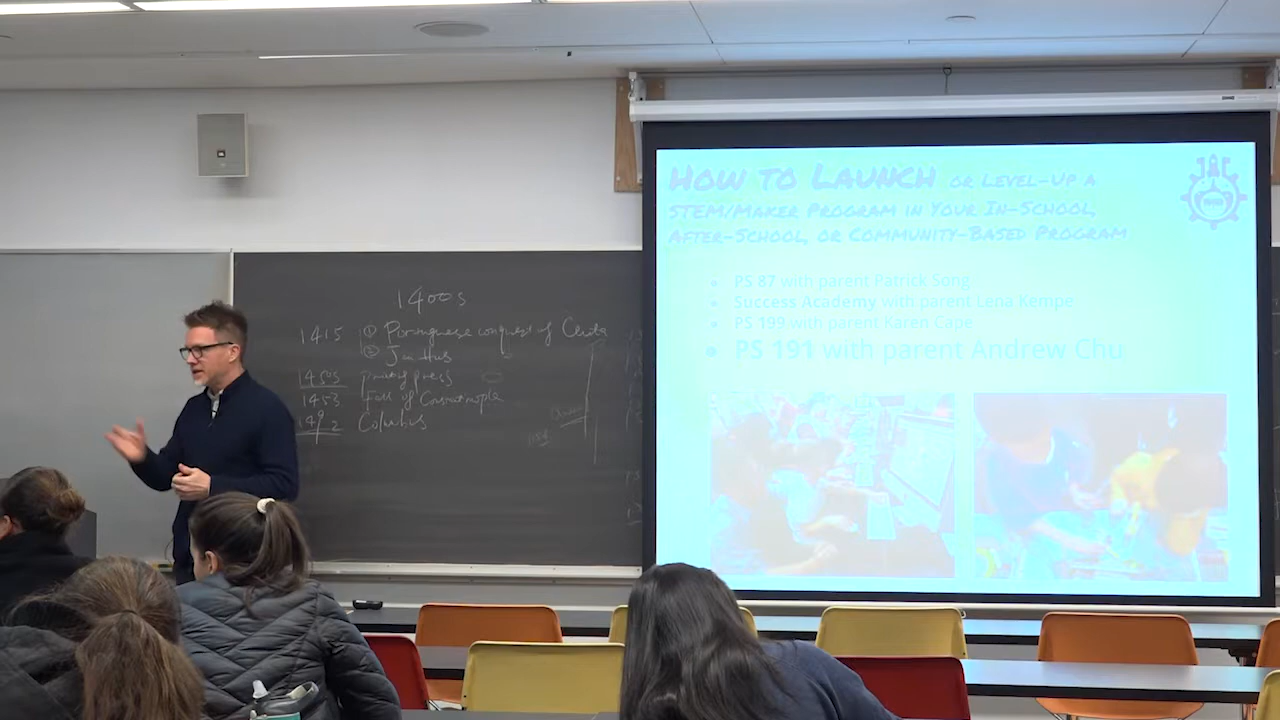 1400s
1415 ① Portuguese conquest of Ceuta
② Jan Hus
printing press
1453 Fall of Constantinople
1492 Columbus
How to Launch or Level-Up a
STEM/Maker Program in Your In-School,
After-School, or Community-Based Program
• PS 87 with parent Patrick Song
• Success Academy with parent Lena Kempe
• PS 199 with parent Karen Cape
• PS 191 with parent Andrew Chu